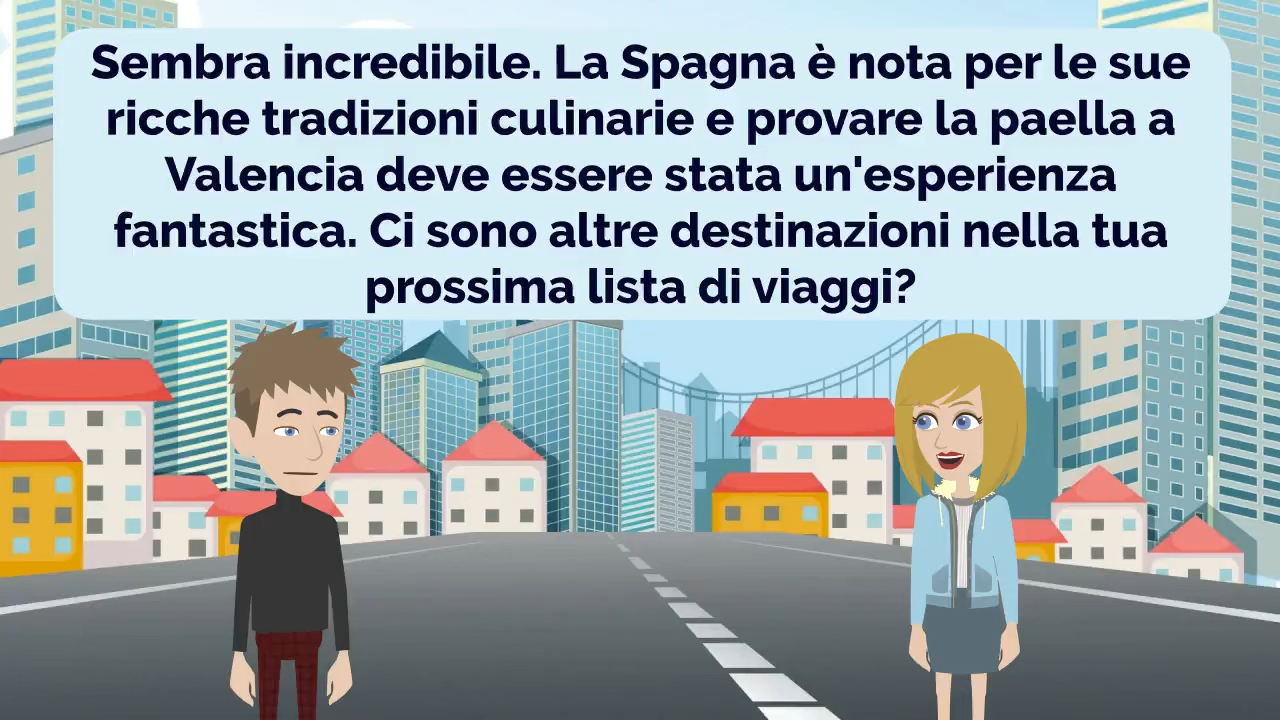 Sembra incredibile. La Spagna è nota per le sue
ricche tradizioni culinarie e provare la paella a
Valencia deve essere stata un'esperienza
fantastica. Ci sono altre destinazioni nella tua
prossima lista di viaggi?